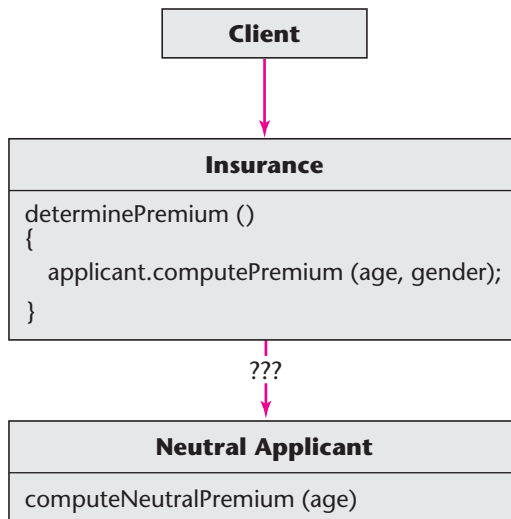 Client
Insurance
determinePremium ()
{
applicant.computePremium (age, gender);
}
???
Neutral Applicant
computeNeutralPremium (age)